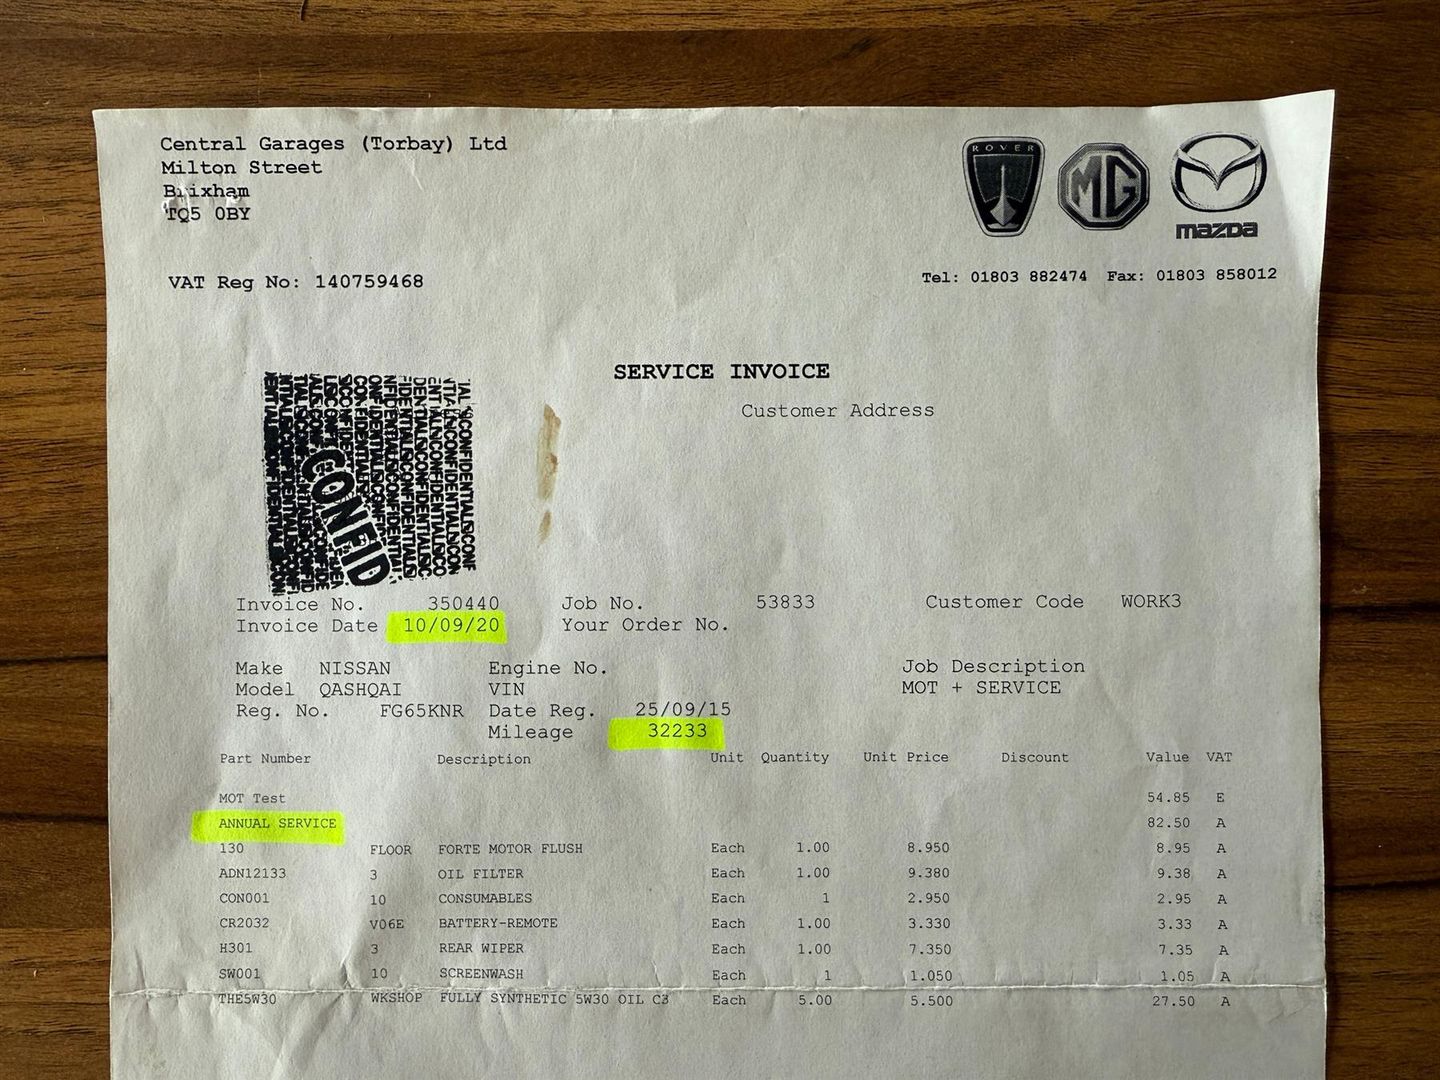 Central Garages (Torbay) Ltd
Milton Street
Brixham
TQ5 0BY
ROVER
MG
mazda
VAT Reg No: 140759468
Tel: 01803 882474 Fax: 01803 858012
SERVICE INVOICE
Customer Address
CONFID
Invoice No. 350440 Job No. 53833 Customer Code WORK3
Invoice Date 10/09/20 Your Order No.
Make NISSAN Engine No. Job Description
Model QASHQAI VIN MOT + SERVICE
Reg. No. FG65KNR Date Reg. 25/09/15
Mileage 32233
Part Number Description Unit Quantity Unit Price Discount Value VAT
MOT Test 54.85 E
ANNUAL SERVICE 82.50 A
130 FLOOR FORTE MOTOR FLUSH Each 1.00 8.950 8.95 A
ADN12133 3 OIL FILTER Each 1.00 9.380 9.38 A
CON001 10 CONSUMABLES Each 1 2.950 2.95 A
CR2032 V06E BATTERY-REMOTE Each 1.00 3.330 3.33 A
H301 3 REAR WIPER Each 1.00 7.350 7.35 A
SW001 10 SCREENWASH Each 1 1.050 1.05 A
THE5W30 WKSHOP FULLY SYNTHETIC 5W30 OIL C3 Each 5.00 5.500 27.50 A